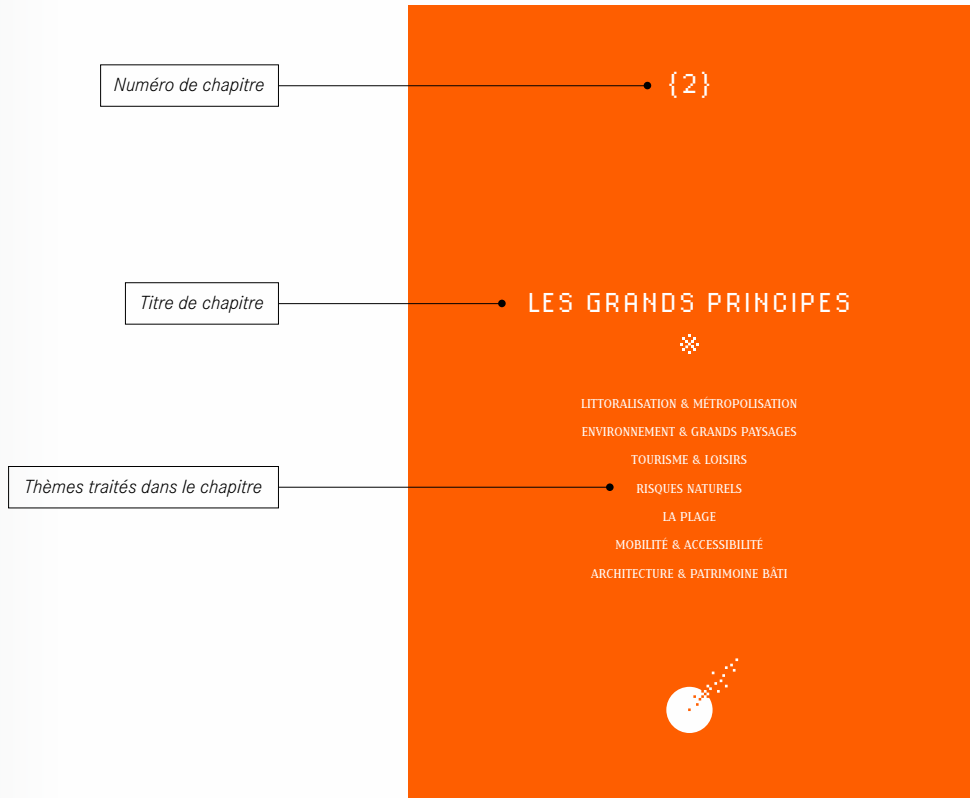 Numéro de chapitre
{2}
Titre de chapitre
LES GRANDS PRINCIPES
LITTORALISATION & MÉTROPOLISATION
ENVIRONNEMENT & GRANDS PAYSAGES
TOURISME & LOISIRS
Thèmes traités dans le chapitre
RISQUES NATURELS
LA PLAGE
MOBILITÉ & ACCESSIBILITÉ
ARCHITECTURE & PATRIMOINE BÂTI